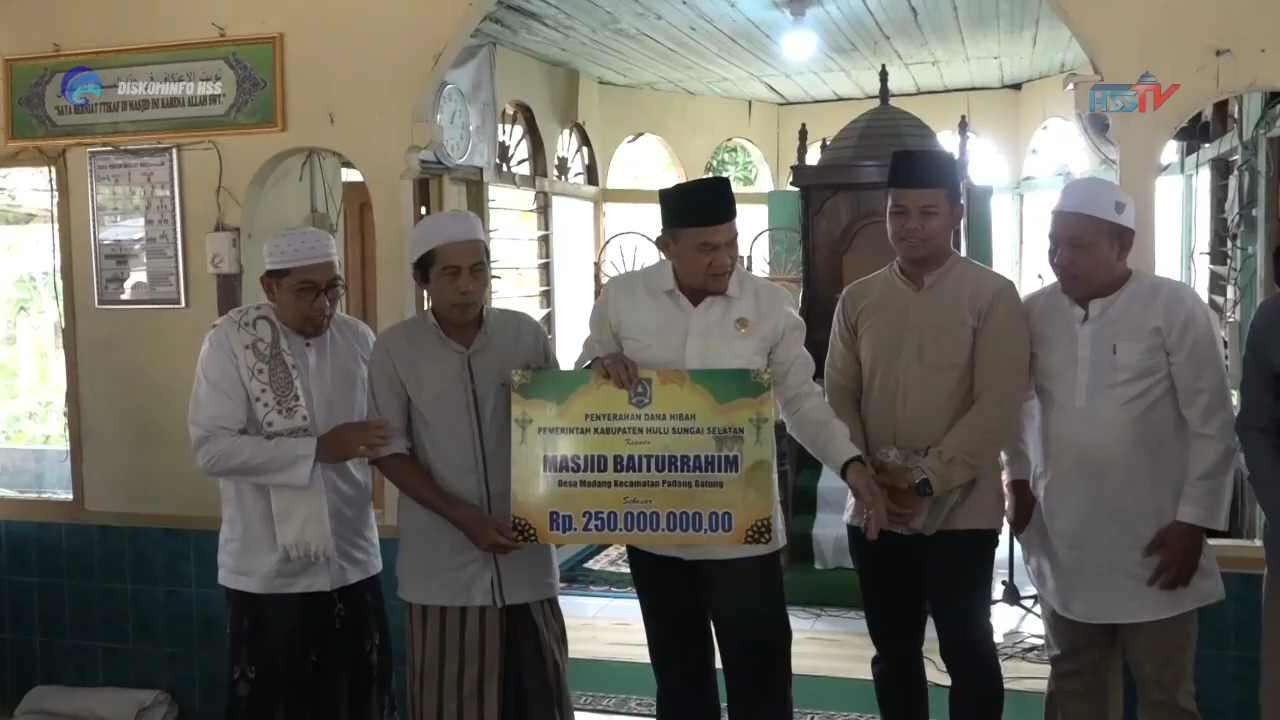 DISKOMINFO HSS
HSSTV
"SAYA BERNIAT I'TIKAF DI MASJID INI KARENA ALLAH SWT."
PENYERAHAN DANA HIBAH
PEMERINTAH KABUPATEN HULU SUNGAI SELATAN
Kepada
MASJID BAITURRAHIM
Desa Madang Kecamatan Padang Batung
Sebesar
Rp. 250.000.000,00